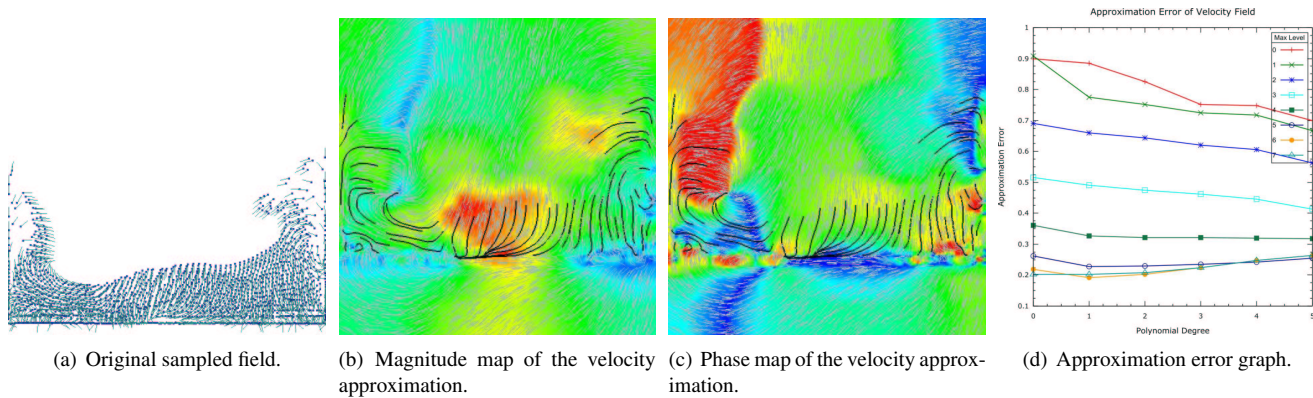 Approximation Error of Velocity Field
1
0.9
0.8
0.7
0.6
0.5
0.4
0.3
0.2
0.1
Approximation Error
Max Level
0
1
2
3
4
5
6
0 1 2 3 4 5
Polynomial Degree
(a) Original sampled field.
(b) Magnitude map of the velocity
approximation.
(c) Phase map of the velocity approx-
imation.
(d) Approximation error graph.